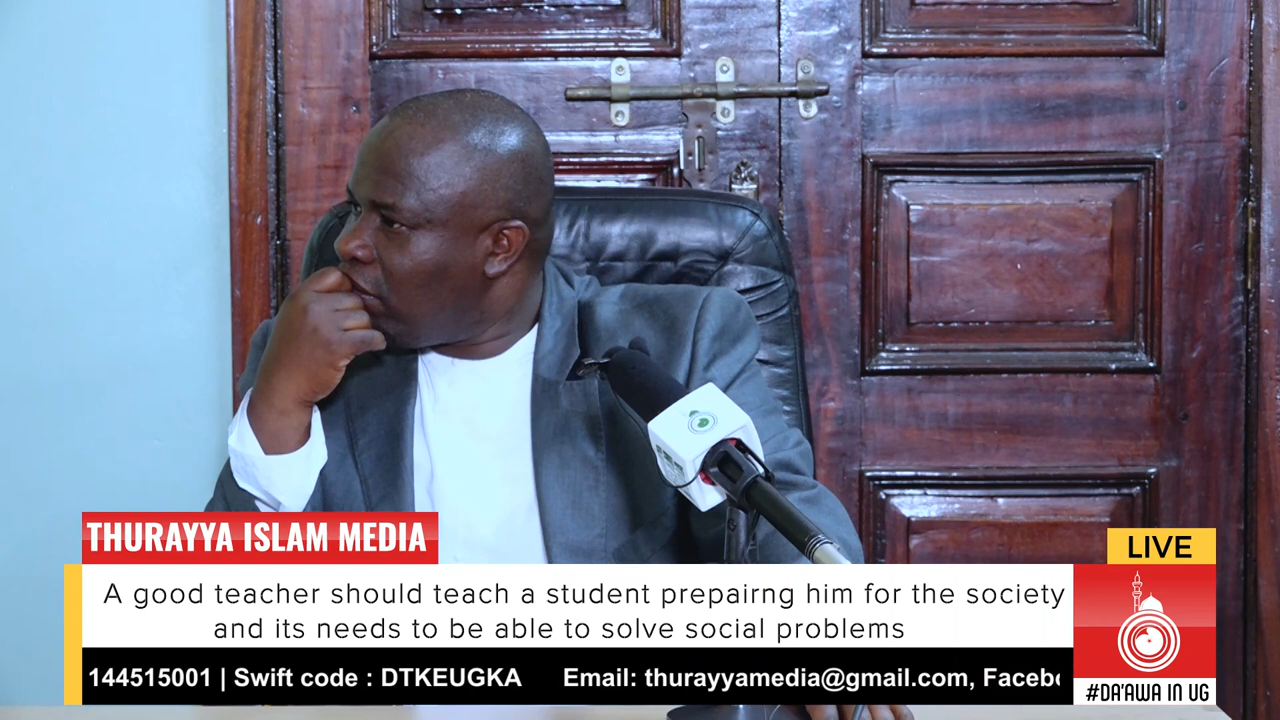 THURAYYA ISLAM MEDIA
LIVE
A good teacher should teach a student prepairng him for the society
and its needs to be able to solve social problems
144515001 | Swift code : DTKEUGKA Email: thurayyamedia@gmail.com, Facebo
#DA'AWA IN UG